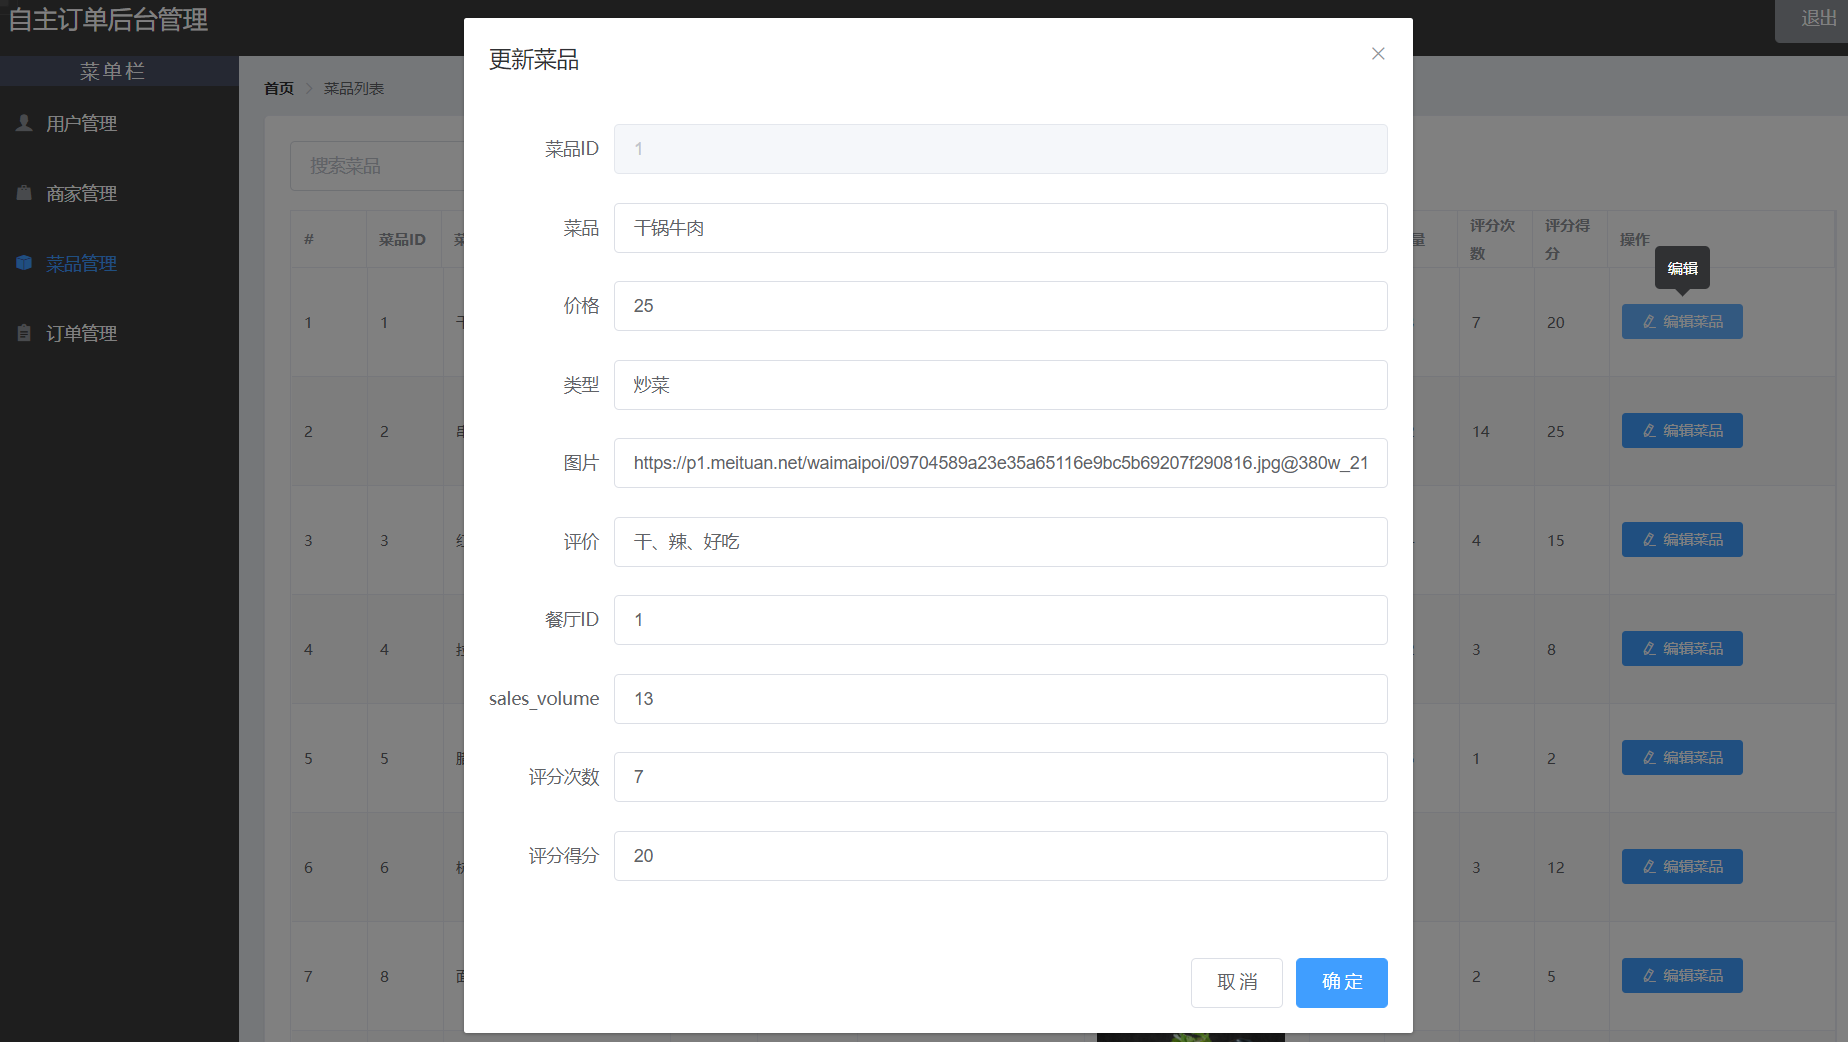 自主订单后台管理
退出
菜单栏
用户管理
商家管理
菜品管理
订单管理
首页
菜品列表
搜索菜品
更新菜品
菜品ID
1
菜品
干锅牛肉
价格
25
类型
炒菜
图片
https://p1.meituan.net/waimaipoi/09704589a23e35a65116e9bc5b69207f290816.jpg@380w_21
评价
干、辣、好吃
餐厅ID
1
sales_volume
13
评分次数
7
评分得分
20
取消
确定
# 菜品ID 菜 量 评分次数 评分得分 操作
编辑
1 1 7 20 编辑菜品
2 2 14 25 编辑菜品
3 3 4 15 编辑菜品
4 4 3 8 编辑菜品
5 5 1 2 编辑菜品
6 6 3 12 编辑菜品
7 8 2 5 编辑菜品